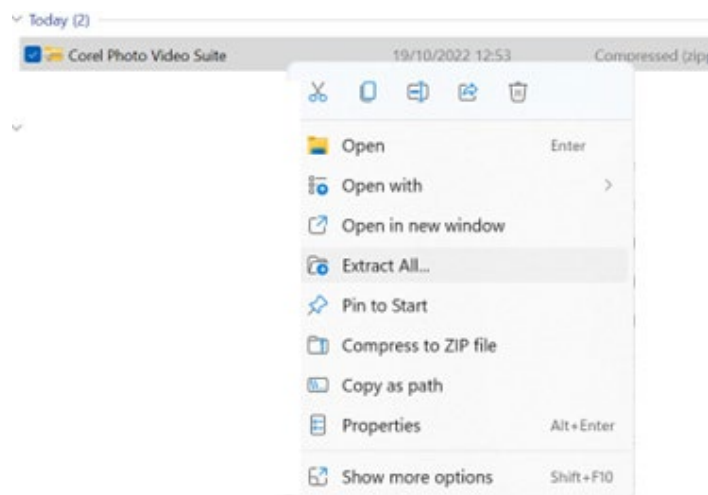 Today (2)
Corel Photo Video Suite 19/10/2022 12:53 Compressed (zipp
Open Enter
Open with
Open in new window
Extract All...
Pin to Start
Compress to ZIP file
Copy as path
Properties Alt+Enter
Show more options Shift+F10